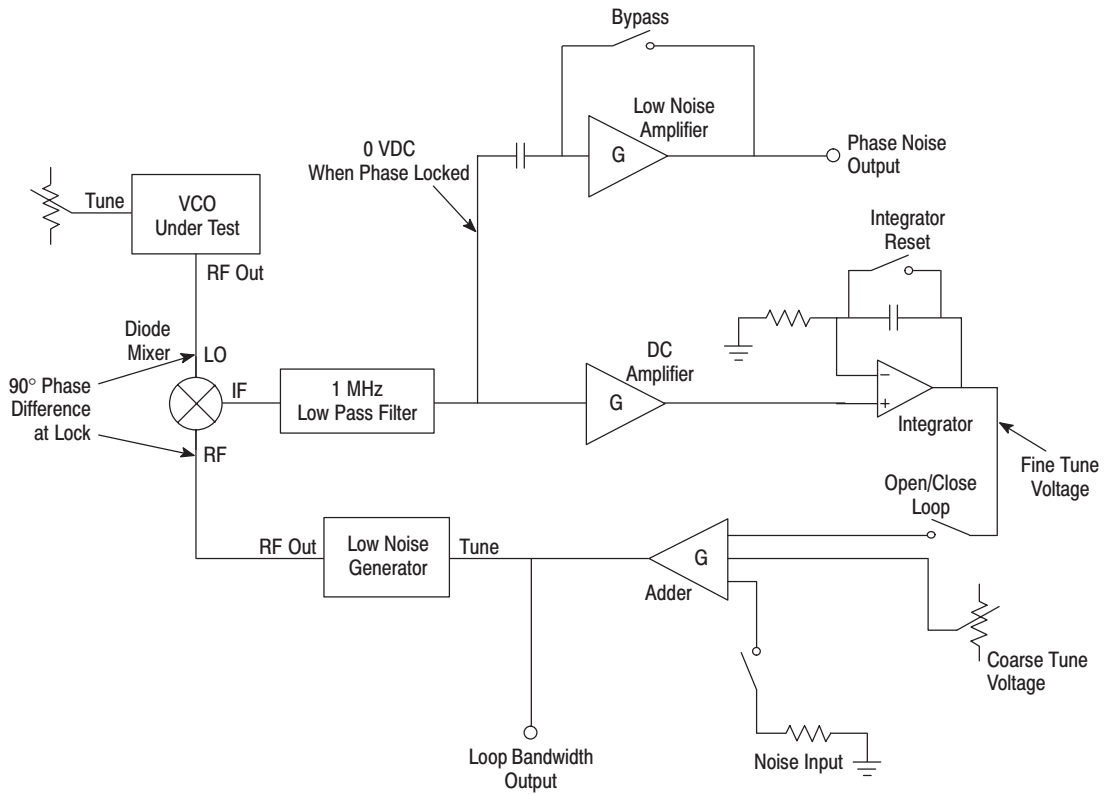 Bypass
Low Noise
Amplifier
G
Phase Noise
Output
0 VDC
When Phase Locked
Tune
VCO
Under Test
RF Out
Integrator
Reset
Diode
Mixer
LO
90° Phase
Difference
at Lock
IF
RF
1 MHz
Low Pass Filter
DC
Amplifier
G
−
+
Integrator
Fine Tune
Voltage
Open/Close
Loop
RF Out
Low Noise
Generator
Tune
G
Adder
Coarse Tune
Voltage
Noise Input
Loop Bandwidth
Output